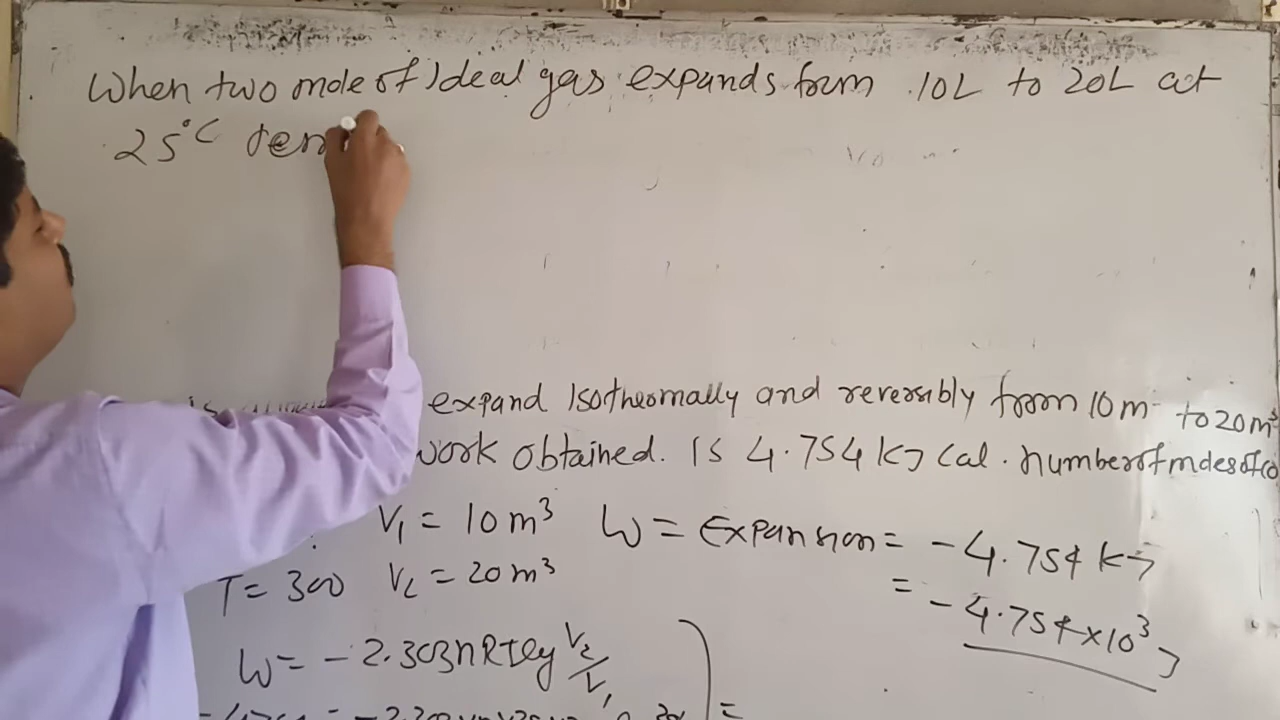 When two mole of Ideal gas expands from 10L to 20L at
25°C
expand Isothermally and reversibly from 10m to 20m³
work obtained. Is 4.754 KJ Cal. number of moles of
V₁ = 10m³ W = Expansion = -4.754 KJ
T = 300 V₂ = 20m³
= -4.754×10³ J
W = -2.303nRTlog V₂/V₁